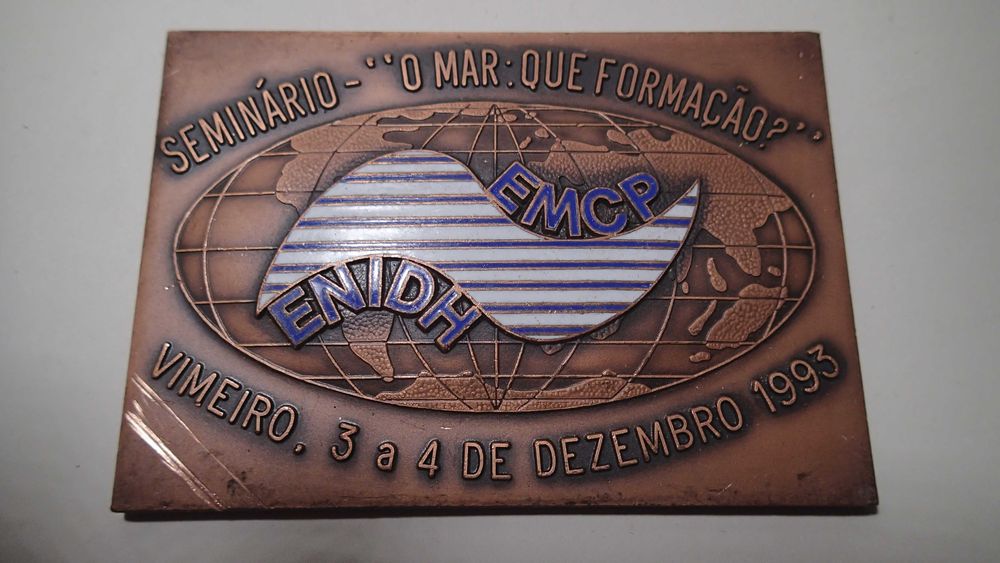 SEMINÁRIO - "O MAR: QUE FORMAÇÃO?"
EMCP
ENIDH
VIMEIRO, 3 a 4 DE DEZEMBRO 1993